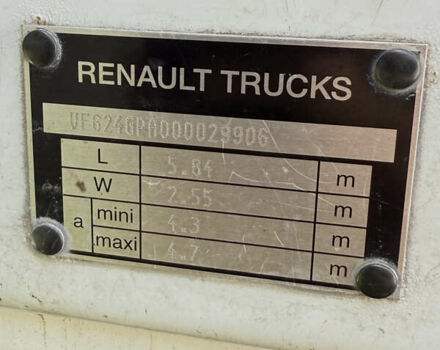 RENAULT TRUCKS
VF624GPA000029906
L 5.84 m
W 2.55 m
a mini 4.3 m
maxi 4.7 m